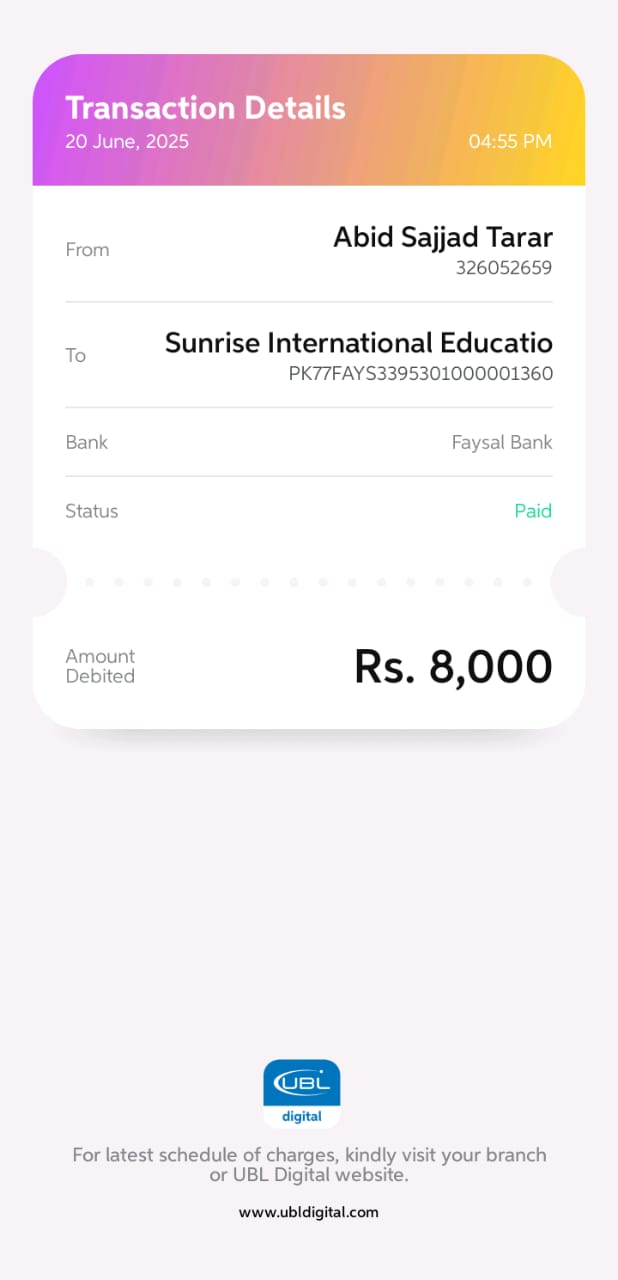 Transaction Details
20 June, 2025 04:55 PM
From Abid Sajjad Tarar
326052659
To Sunrise International Educatio
PK77FAYS3395301000001360
Bank Faysal Bank
Status Paid
Amount
Debited Rs. 8,000
UBL
digital
For latest schedule of charges, kindly visit your branch
or UBL Digital website.
www.ubldigital.com